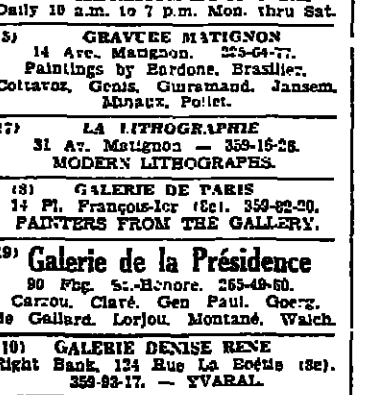 Daily 10 a.m. to 7 p.m. Mon. thru Sat.
5) GRAVURE MATIGNON
14 Ave. Matignon. 225-64-77.
Paintings by Bardone, Brasilier,
Cottavoz, Genis, Guiramand, Jansem,
Minaux, Pollet.
7) LA LITHOGRAPHIE
31 Av. Matignon — 359-16-26.
MODERN LITHOGRAPHS.
(8) GALERIE DE PARIS
14 Pl. François-Ier (8e). 359-82-20.
PAINTERS FROM THE GALLERY.
9) Galerie de la Présidence
90 Fbg. St.-Honore. 265-49-60.
Carzou, Clavé, Gen Paul, Goerg,
de Gallard, Lorjou, Montané, Walch.
10) GALERIE DENISE RENE
Right Bank, 124 Rue La Boëtie (8e).
359-93-17. — YVARAL.